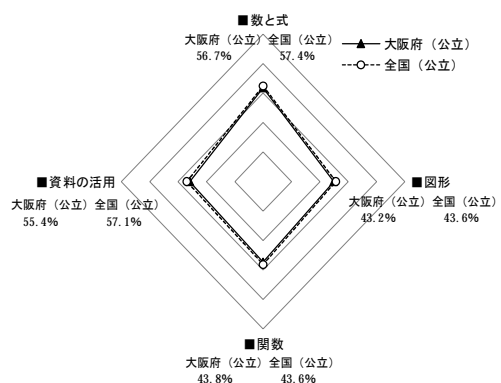 ■数と式
大阪府（公立） 全国（公立）
56.7% 57.4%
大阪府（公立）
全国（公立）
■資料の活用
大阪府（公立） 全国（公立）
55.4% 57.1%
■図形
大阪府（公立） 全国（公立）
43.2% 43.6%
■関数
大阪府（公立） 全国（公立）
43.8% 43.6%